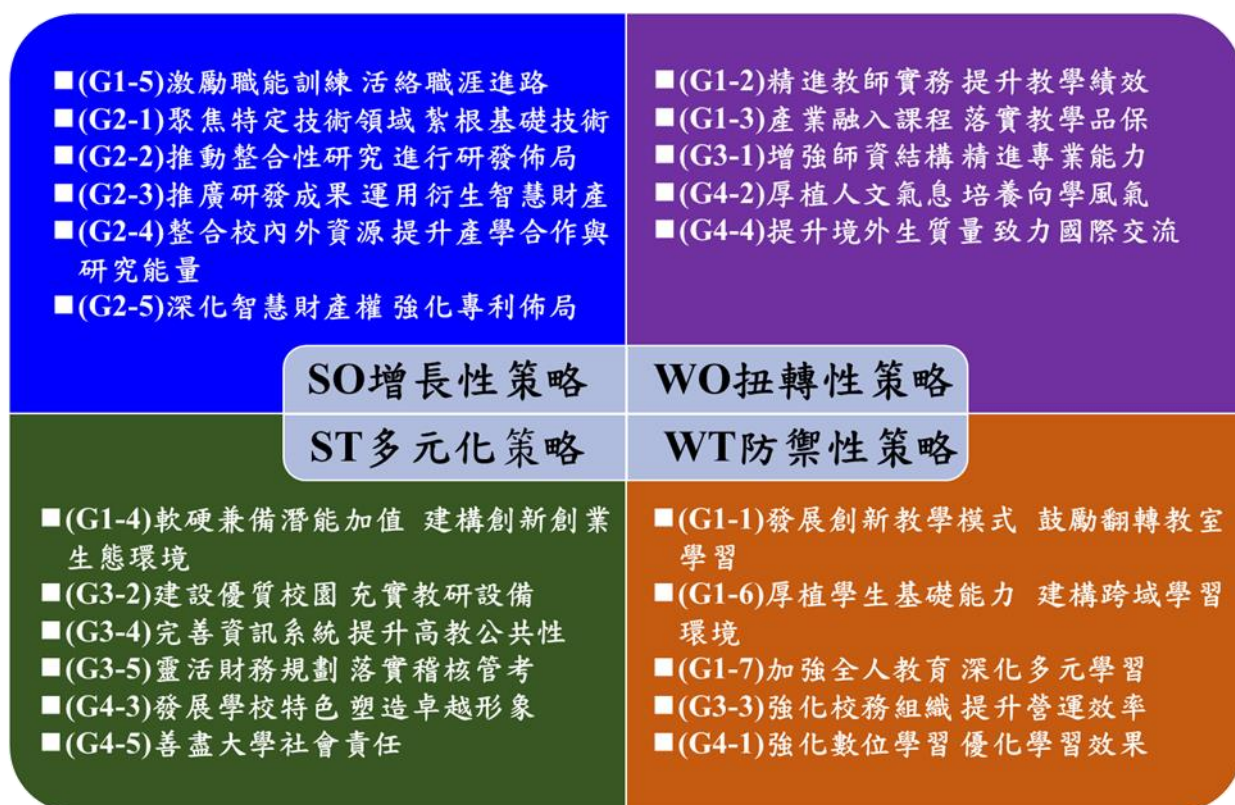 ■(G1-5)激勵職能訓練 活絡職涯進路
■(G2-1)聚焦特定技術領域 紮根基礎技術
■(G2-2)推動整合性研究 進行研發佈局
■(G2-3)推廣研發成果 運用衍生智慧財產
■(G2-4)整合校內外資源 提升產學合作與
研究能量
■(G2-5)深化智慧財產權 強化專利佈局
SO增長性策略
■(G1-2)精進教師實務 提升教學績效
■(G1-3)產業融入課程 落實教學品保
■(G3-1)增強師資結構 精進專業能力
■(G4-2)厚植人文氣息 培養向學風氣
■(G4-4)提升境外生質量 致力國際交流
WO扭轉性策略
ST多元化策略
■(G1-4)軟硬兼備潛能加值 建構創新創業
生態環境
■(G3-2)建設優質校園 充實教研設備
■(G3-4)完善資訊系統 提升高教公共性
■(G3-5)靈活財務規劃 落實稽核管考
■(G4-3)發展學校特色 塑造卓越形象
■(G4-5)善盡大學社會責任
WT防禦性策略
■(G1-1)發展創新教學模式 鼓勵翻轉教室
學習
■(G1-6)厚植學生基礎能力 建構跨域學習
環境
■(G1-7)加強全人教育 深化多元學習
■(G3-3)強化校務組織 提升營運效率
■(G4-1)強化數位學習 優化學習效果